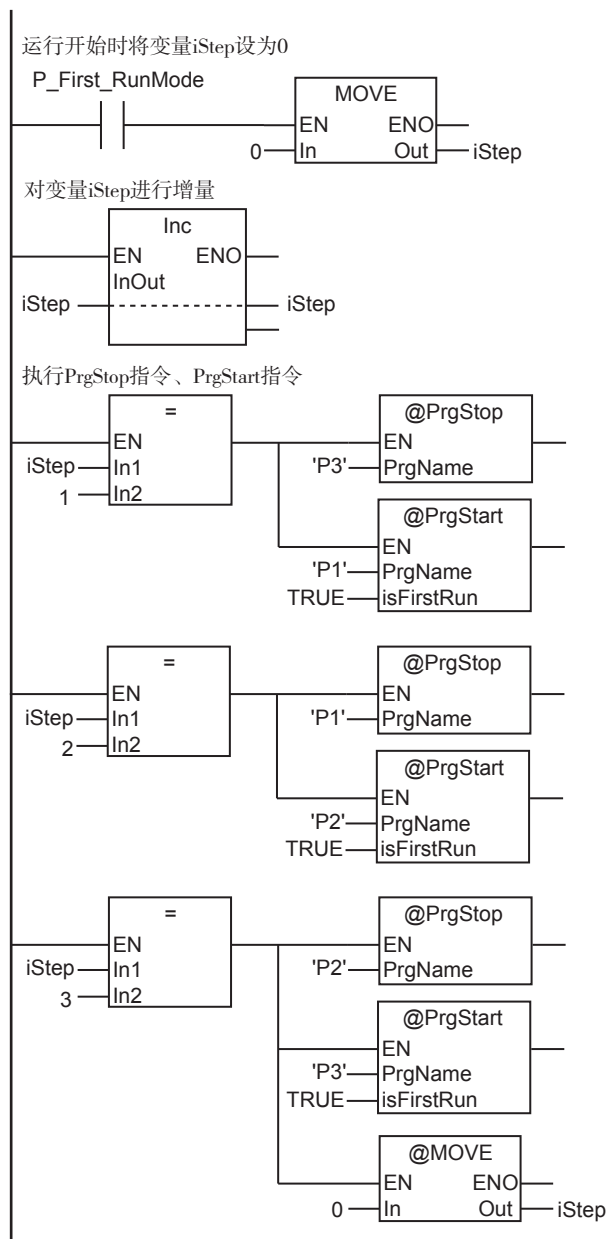 运行开始时将变量iStep设为0
P_First_RunMode
MOVE
EN ENO
0 In Out iStep
对变量iStep进行增量
Inc
EN ENO
InOut
iStep iStep
执行PrgStop指令、PrgStart指令
= @PrgStop
EN EN
iStep In1 'P3' PrgName
1 In2
@PrgStart
EN
'P1' PrgName
TRUE isFirstRun
= @PrgStop
EN EN
iStep In1 'P1' PrgName
2 In2
@PrgStart
EN
'P2' PrgName
TRUE isFirstRun
= @PrgStop
EN EN
iStep In1 'P2' PrgName
3 In2
@PrgStart
EN
'P3' PrgName
TRUE isFirstRun
@MOVE
EN ENO
0 In Out iStep